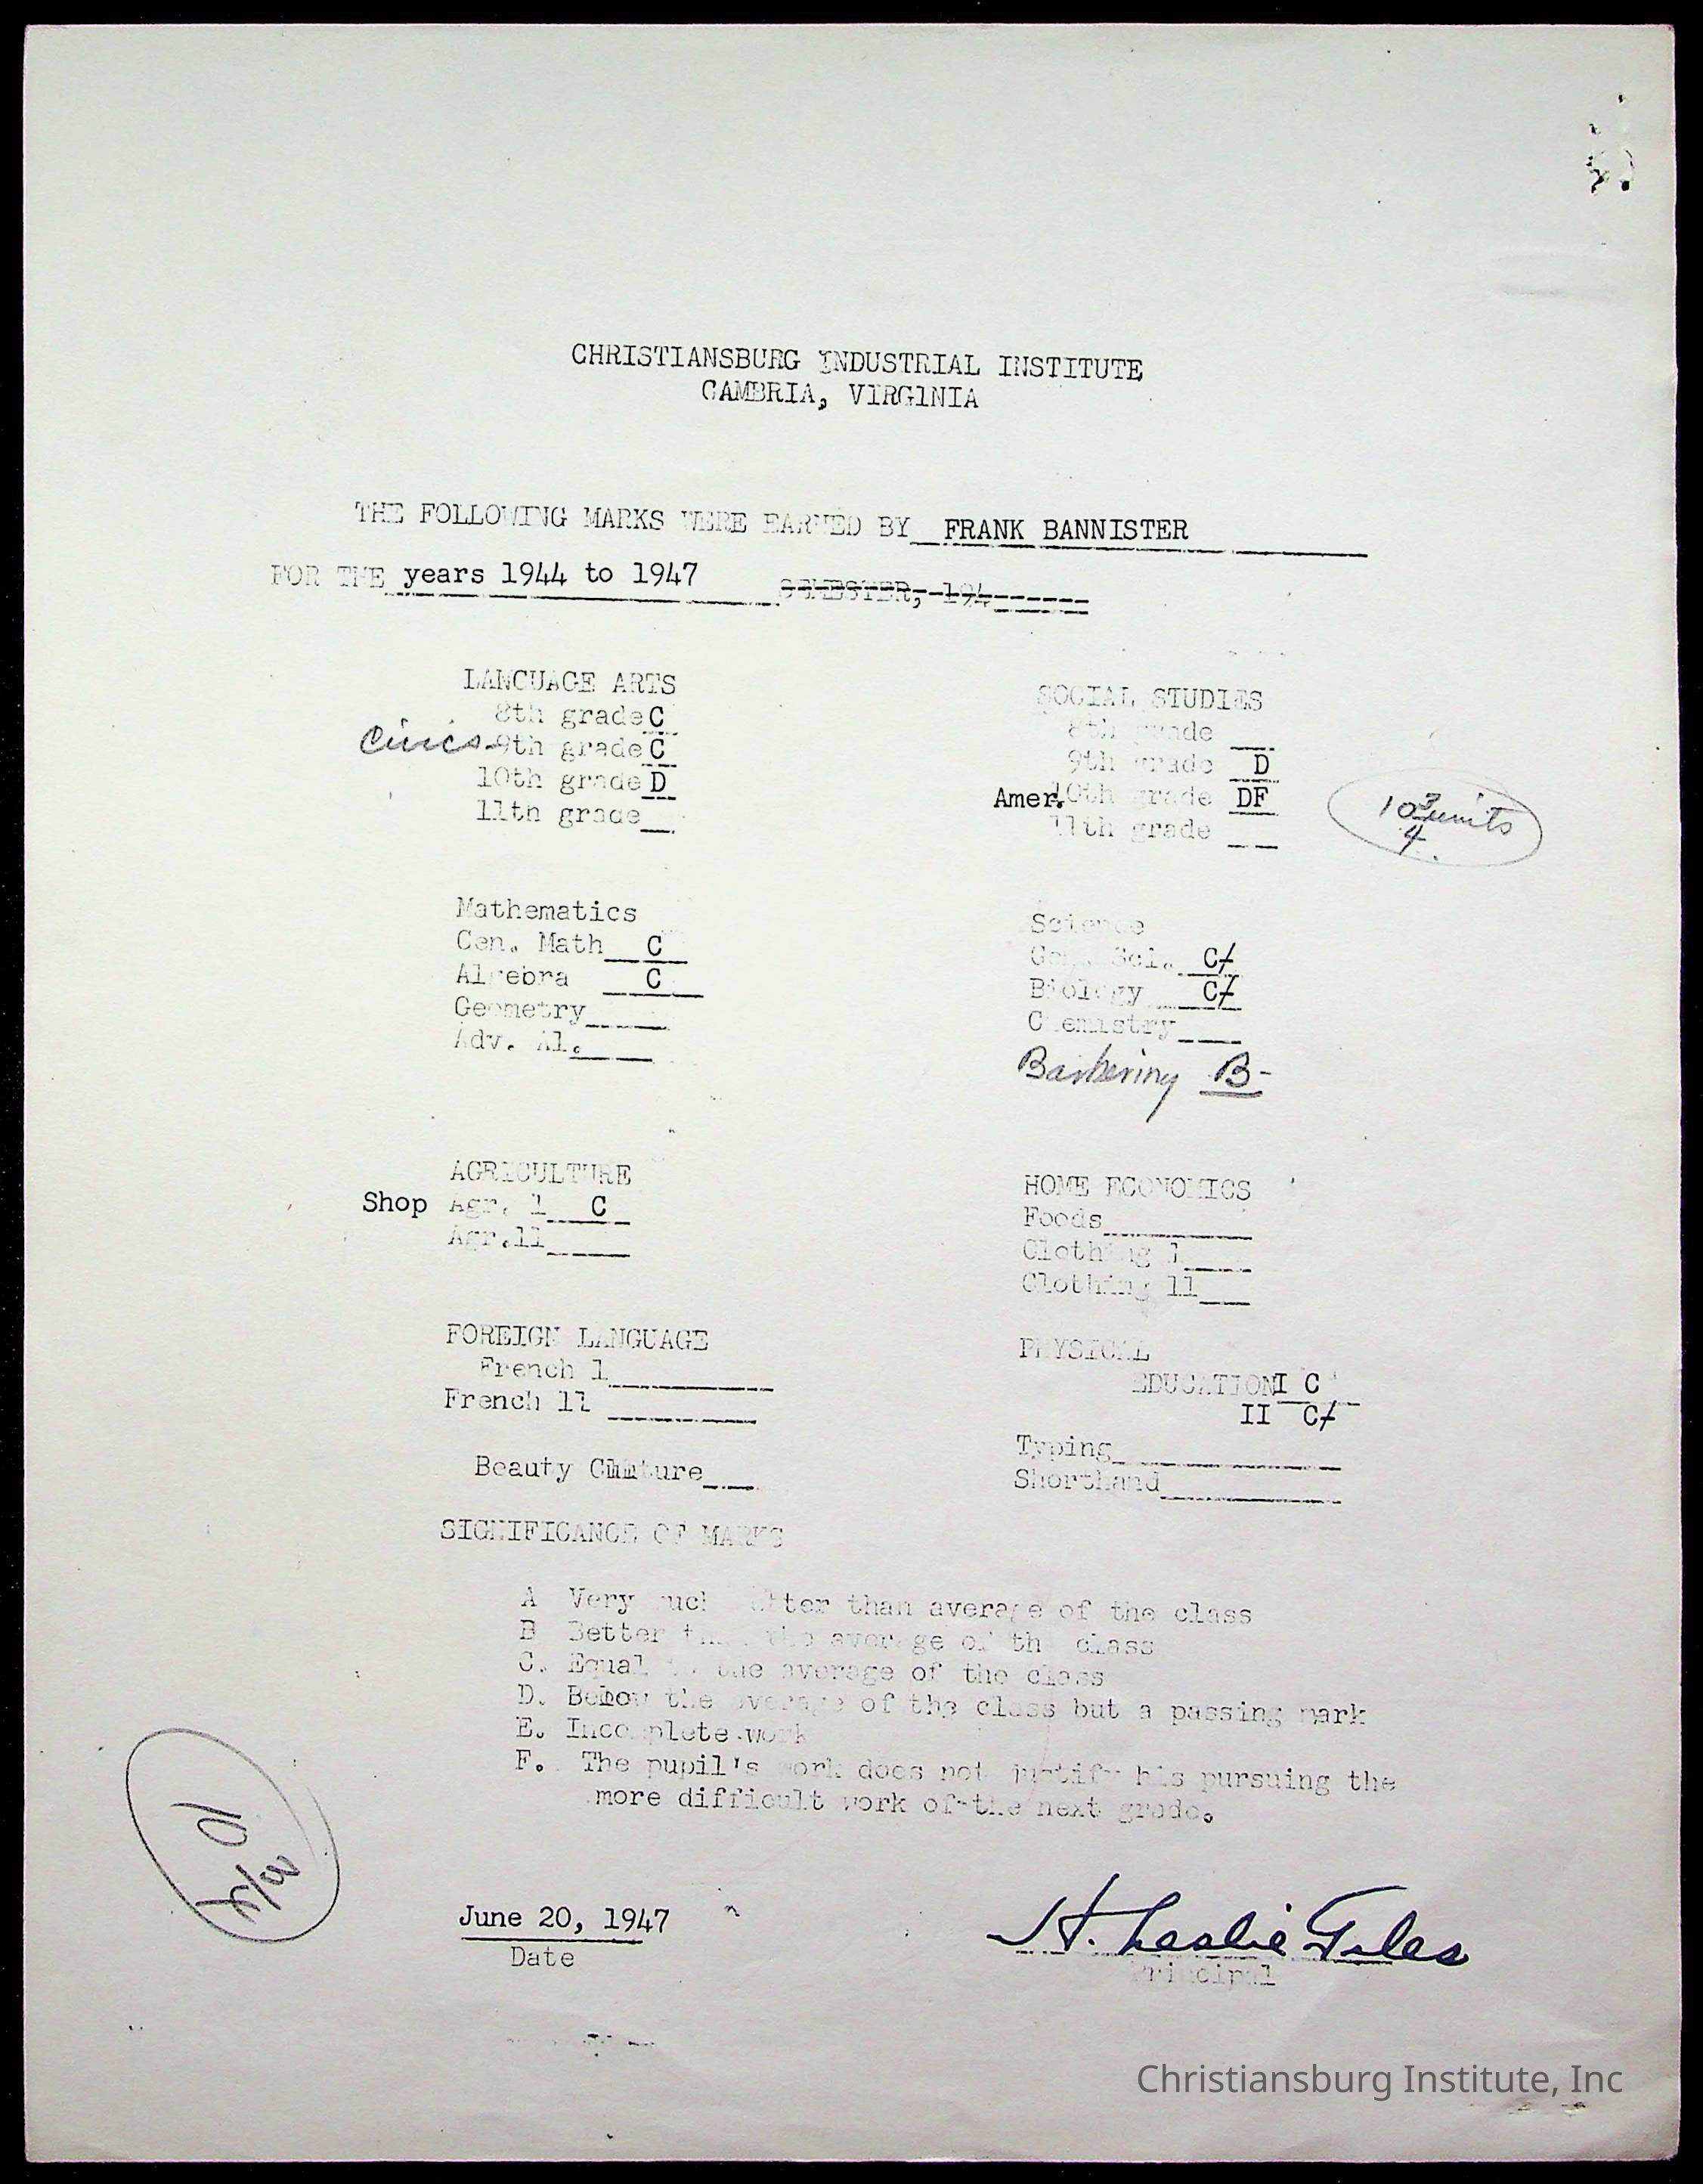 CHRISTIANSBURG INDUSTRIAL INSTITUTE
CAMBRIA, VIRGINIA
THE FOLLOWING MARKS WERE EARNED BY FRANK BANNISTER
FOR THE years 1944 to 1947 SEMESTER, 194
LANGUAGE ARTS
8th grade C
Civics 9th grade C
10th grade D
11th grade
SOCIAL STUDIES
8th grade
9th grade D
Amer. 10th grade DF
11th grade
10 3/4 units
Mathematics
Gen. Math C
Algebra C
Geometry
Adv. Al.
Science
Gen. Sci. C+
Biology C+
Chemistry
Barbering B-
AGRICULTURE
Shop Agr. 1 C
Agr.11
HOME ECONOMICS
Foods
Clothing 1
Clothing 11
FOREIGN LANGUAGE
French 1
French 11
Beauty Culture
PHYSICAL
EDUCATION I C
II C+
Typing
Shorthand
SIGNIFICANCE OF MARKS
A Very much better than average of the class
B Better than the average of the class
C. Equal to the average of the class
D. Below the average of the class but a passing mark
E. Incomplete work
F. The pupil's work does not justify his pursuing the
more difficult work of the next grade.
10 3/4
June 20, 1947
Date
H. Leslie Giles
Principal
Christiansburg Institute, Inc